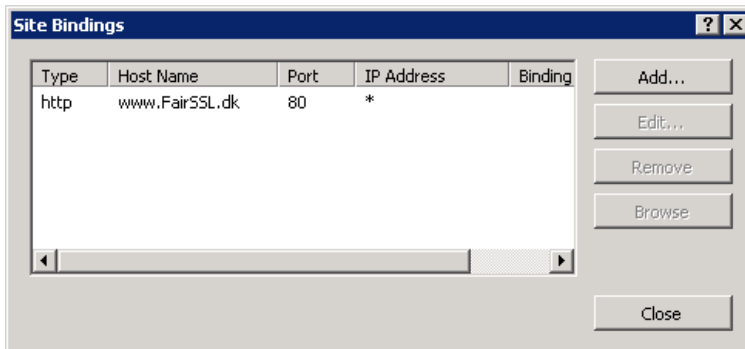 Site Bindings
Type Host Name Port IP Address Binding
http www.FairSSL.dk 80 *
Add...
Edit...
Remove
Browse
Close